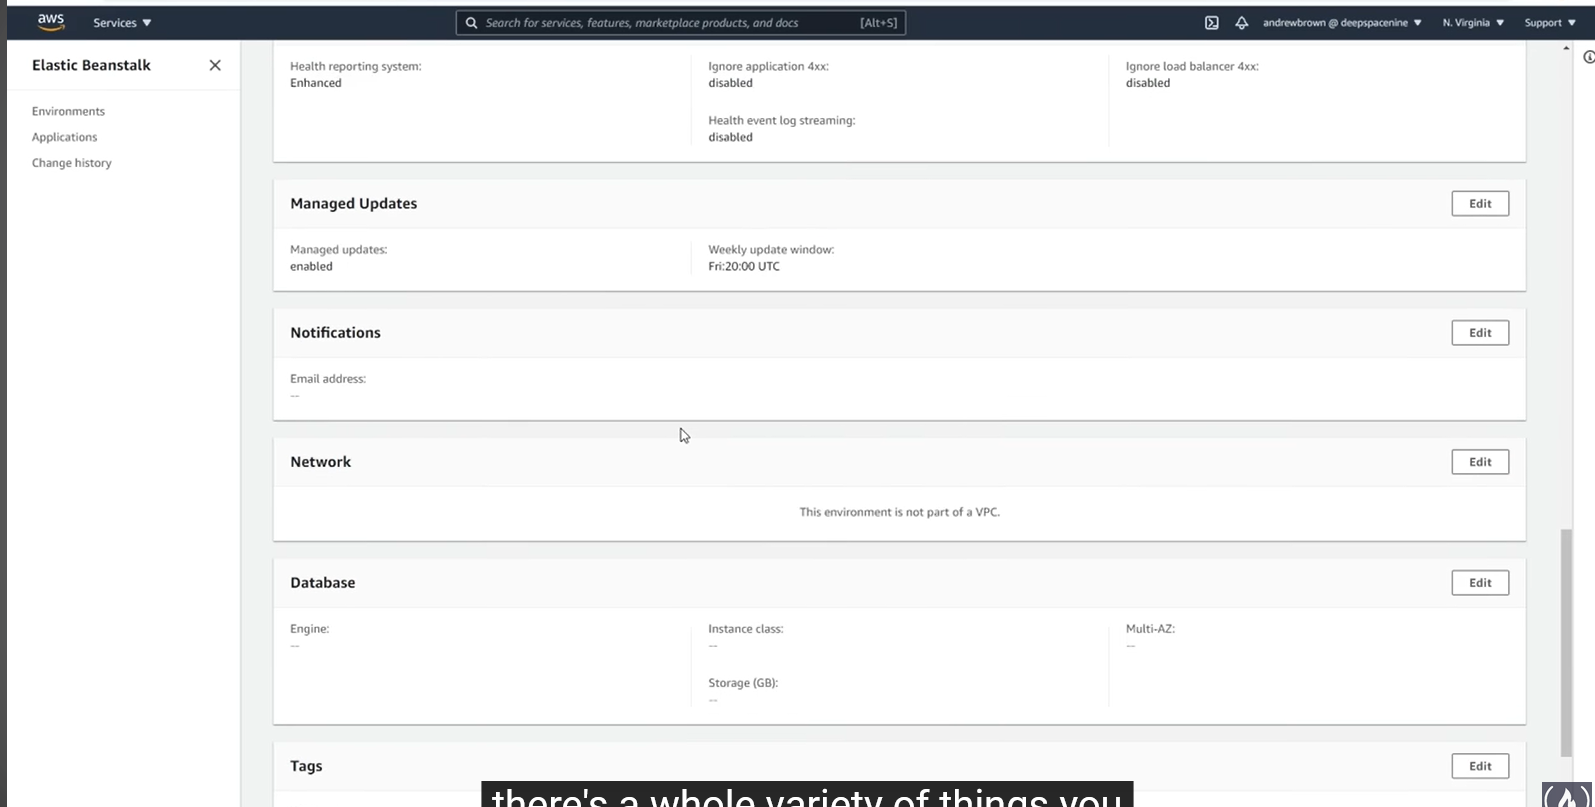 aws
Services ▼
Search for services, features, marketplace products, and docs
[Alt+S]
andrewbrown @ deepspacenine ▼
N. Virginia ▼
Support ▼
Elastic Beanstalk
Environments
Applications
Change history
Health reporting system:
Enhanced
Ignore application 4xx:
disabled
Health event log streaming:
disabled
Ignore load balancer 4xx:
disabled
Managed Updates
Edit
Managed updates:
enabled
Weekly update window:
Fri:20:00 UTC
Notifications
Edit
Email address:
--
Network
Edit
This environment is not part of a VPC.
Database
Edit
Engine:
--
Instance class:
--
Storage (GB):
--
Multi-AZ:
--
Tags
Edit
there's a whole variety of things you